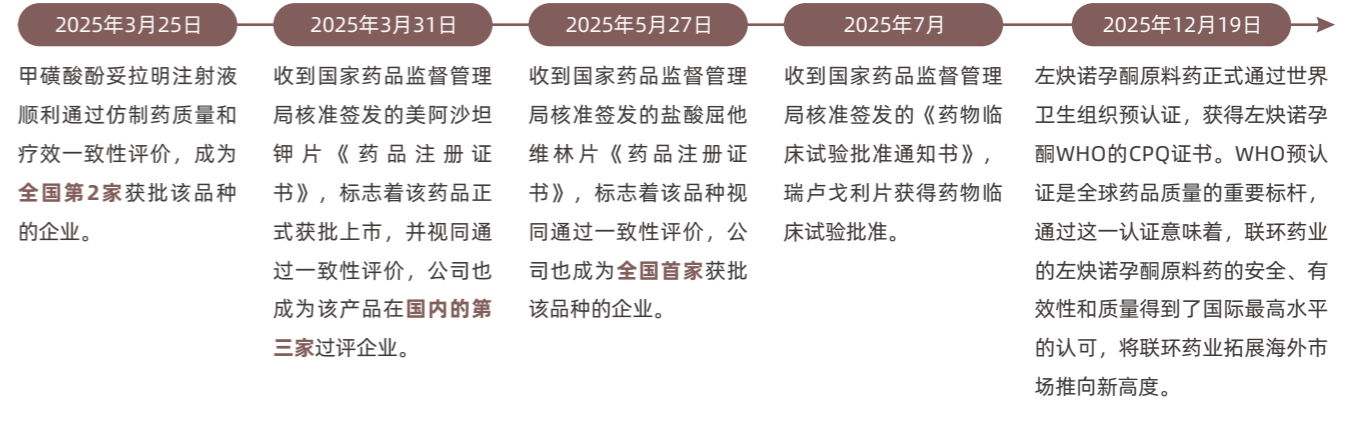 2025年3月25日
甲磺酸酚妥拉明注射液
顺利通过仿制药质量和
疗效一致性评价，成为
全国第2家获批该品种
的企业。
2025年3月31日
收到国家药品监督管理
局核准签发的美阿沙坦
钾片《药品注册证
书》，标志着该药品正
式获批上市，并视同通
过一致性评价，公司也
成为该产品在国内的第
三家过评企业。
2025年5月27日
收到国家药品监督管理
局核准签发的盐酸屈他
维林片《药品注册证
书》，标志着该品种视
同通过一致性评价，公
司也成为全国首家获批
该品种的企业。
2025年7月
收到国家药品监督管理
局核准签发的《药物临
床试验批准通知书》，
瑞卢戈利片获得药物临
床试验批准。
2025年12月19日
左炔诺孕酮原料药正式通过世界
卫生组织预认证，获得左炔诺孕
酮WHO的CPQ证书。WHO预认
证是全球药品质量的重要标杆，
通过这一认证意味着，联环药业
的左炔诺孕酮原料药的安全、有
效性和质量得到了国际最高水平
的认可，将联环药业拓展海外市
场推向新高度。